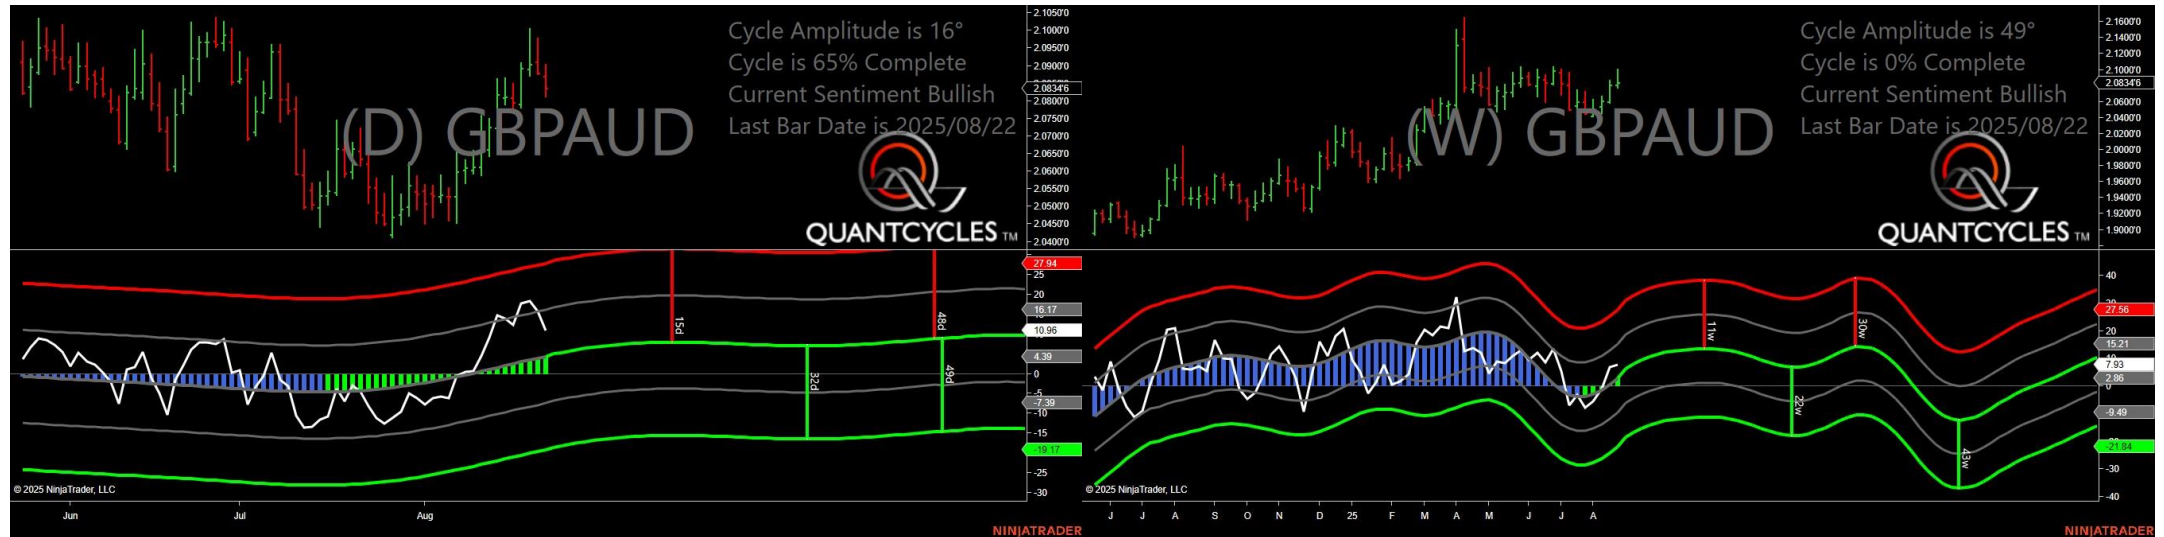 Cycle Amplitude is 16°
Cycle is 65% Complete
Current Sentiment Bullish
Last Bar Date is 2025/08/22
(D) GBPAUD
QUANTCYCLES TM
2.1050'0
2.1000'0
2.0950'0
2.0900'0
2.0834'6
2.0800'0
2.0750'0
2.0700'0
2.0650'0
2.0600'0
2.0550'0
2.0500'0
2.0450'0
2.0400'0
27.94
25
20
16.17
10.96
4.39
0
-5
-7.39
-10
-15
-19.17
-25
-30
15d
32d
48d
49d
© 2025 NinjaTrader, LLC
Jun Jul Aug
NINJATRADER
Cycle Amplitude is 49°
Cycle is 0% Complete
Current Sentiment Bullish
Last Bar Date is 2025/08/22
(W) GBPAUD
QUANTCYCLES TM
2.1600'0
2.1400'0
2.1200'0
2.1000'0
2.0834'6
2.0600'0
2.0400'0
2.0200'0
2.0000'0
1.9800'0
1.9600'0
1.9400'0
1.9200'0
1.9000'0
40
27.56
20
15.21
7.93
2.86
-9.49
-21.84
-30
-40
11w
22w
30w
43w
© 2025 NinjaTrader, LLC
J J A S O N D 25 F M A M J J A
NINJATRADER